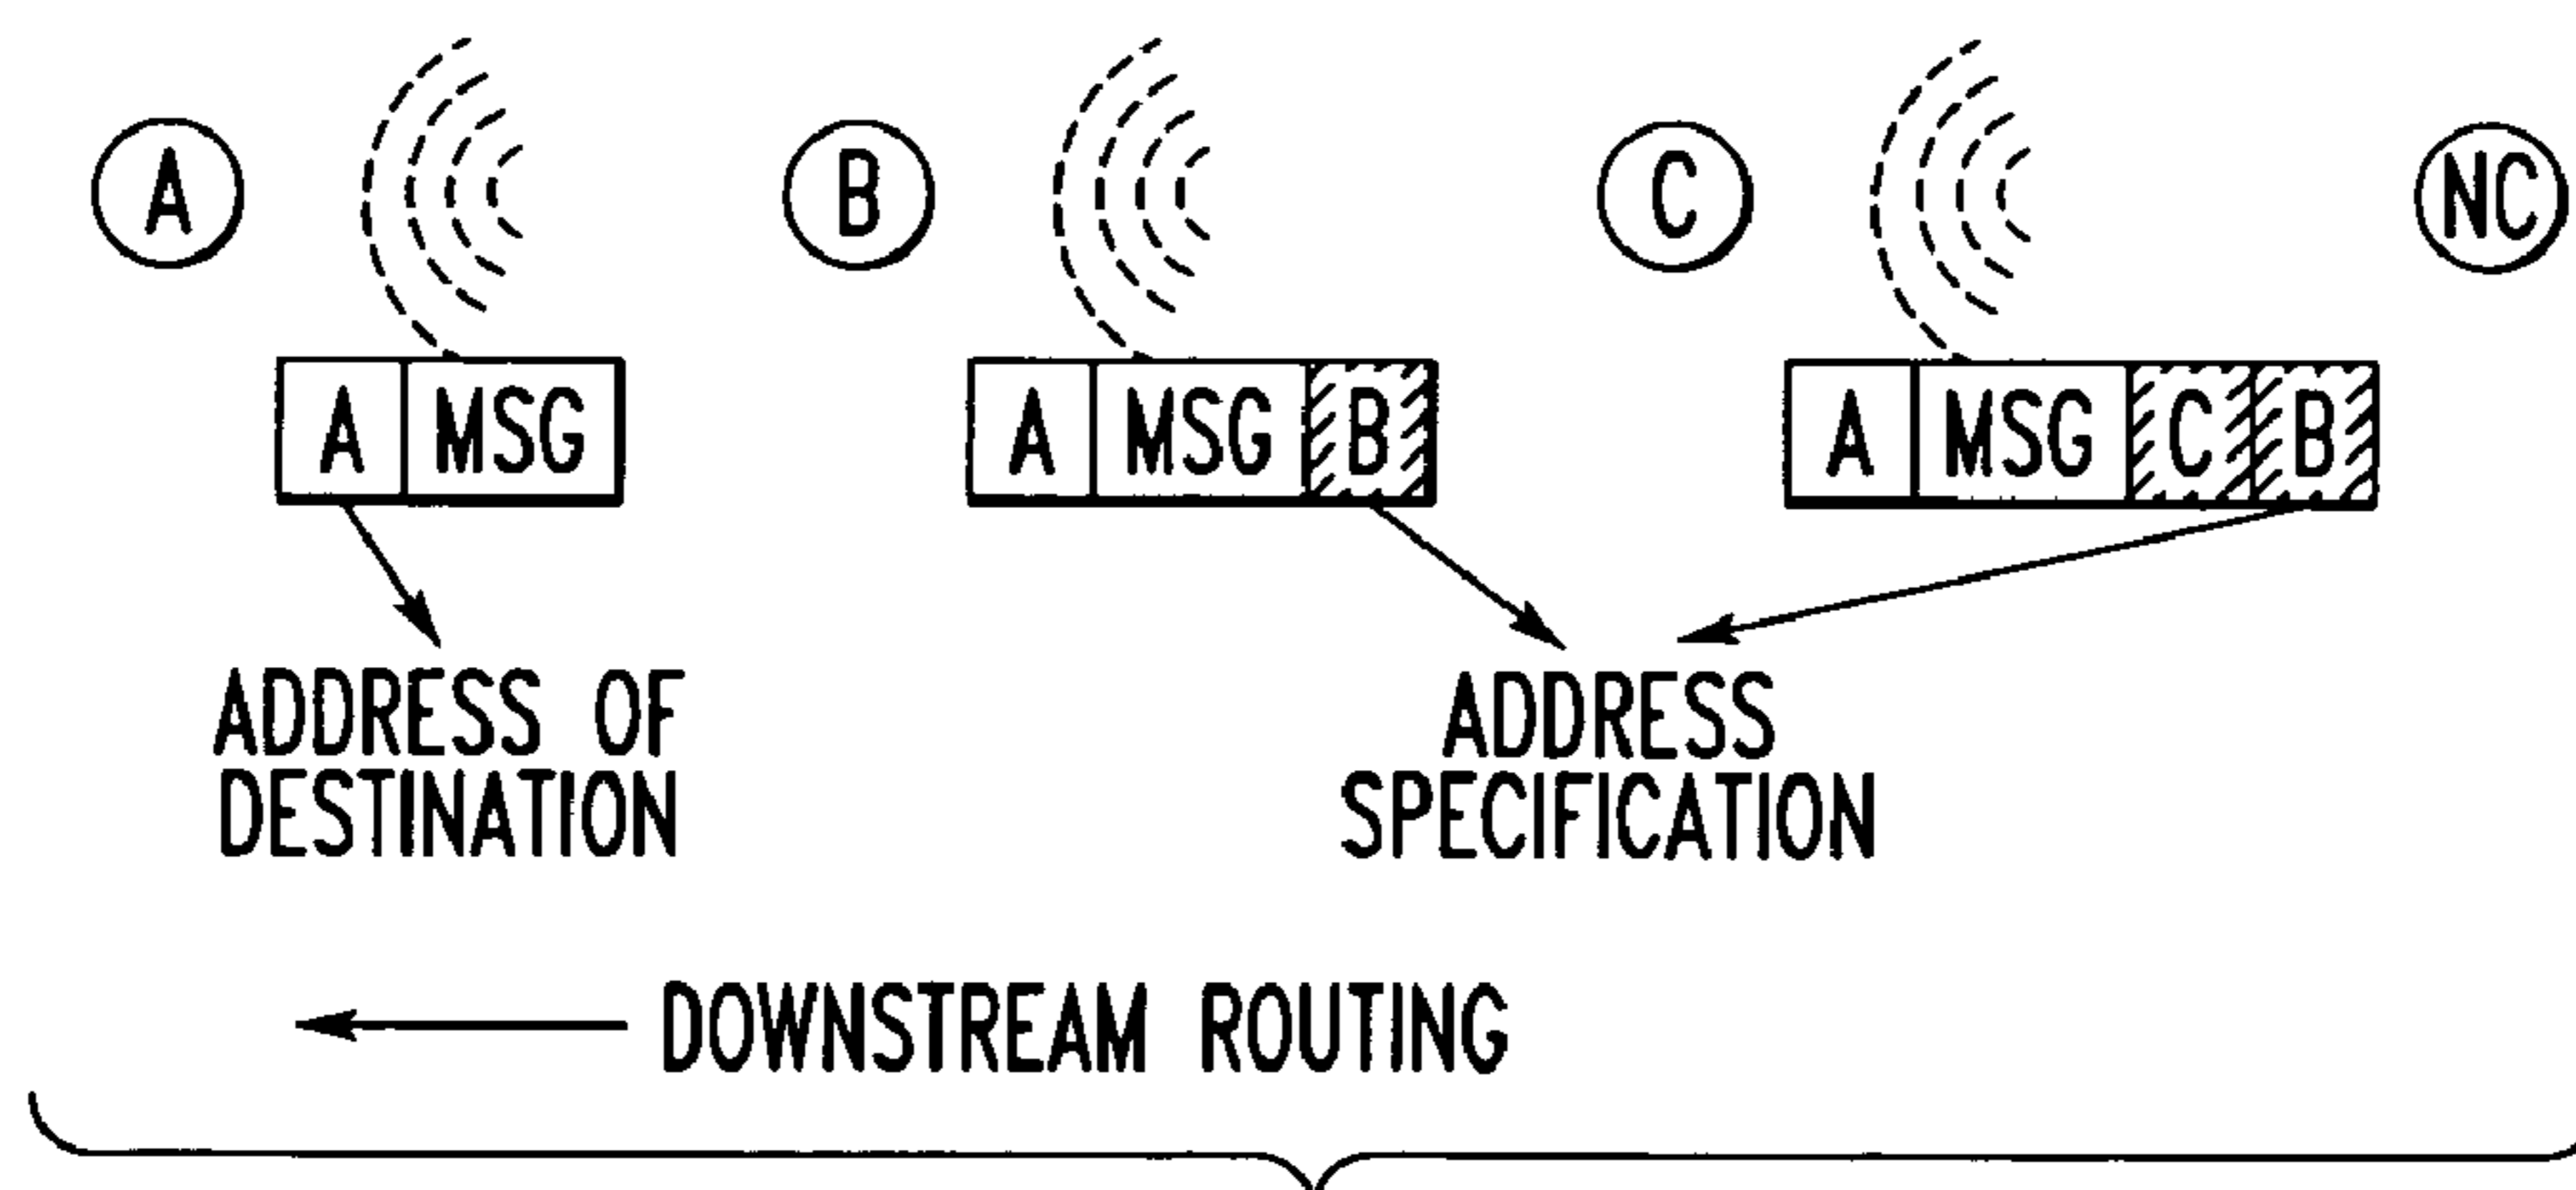 A B C NC
A MSG A MSG B A MSG C B
ADDRESS OF
DESTINATION
ADDRESS
SPECIFICATION
DOWNSTREAM ROUTING